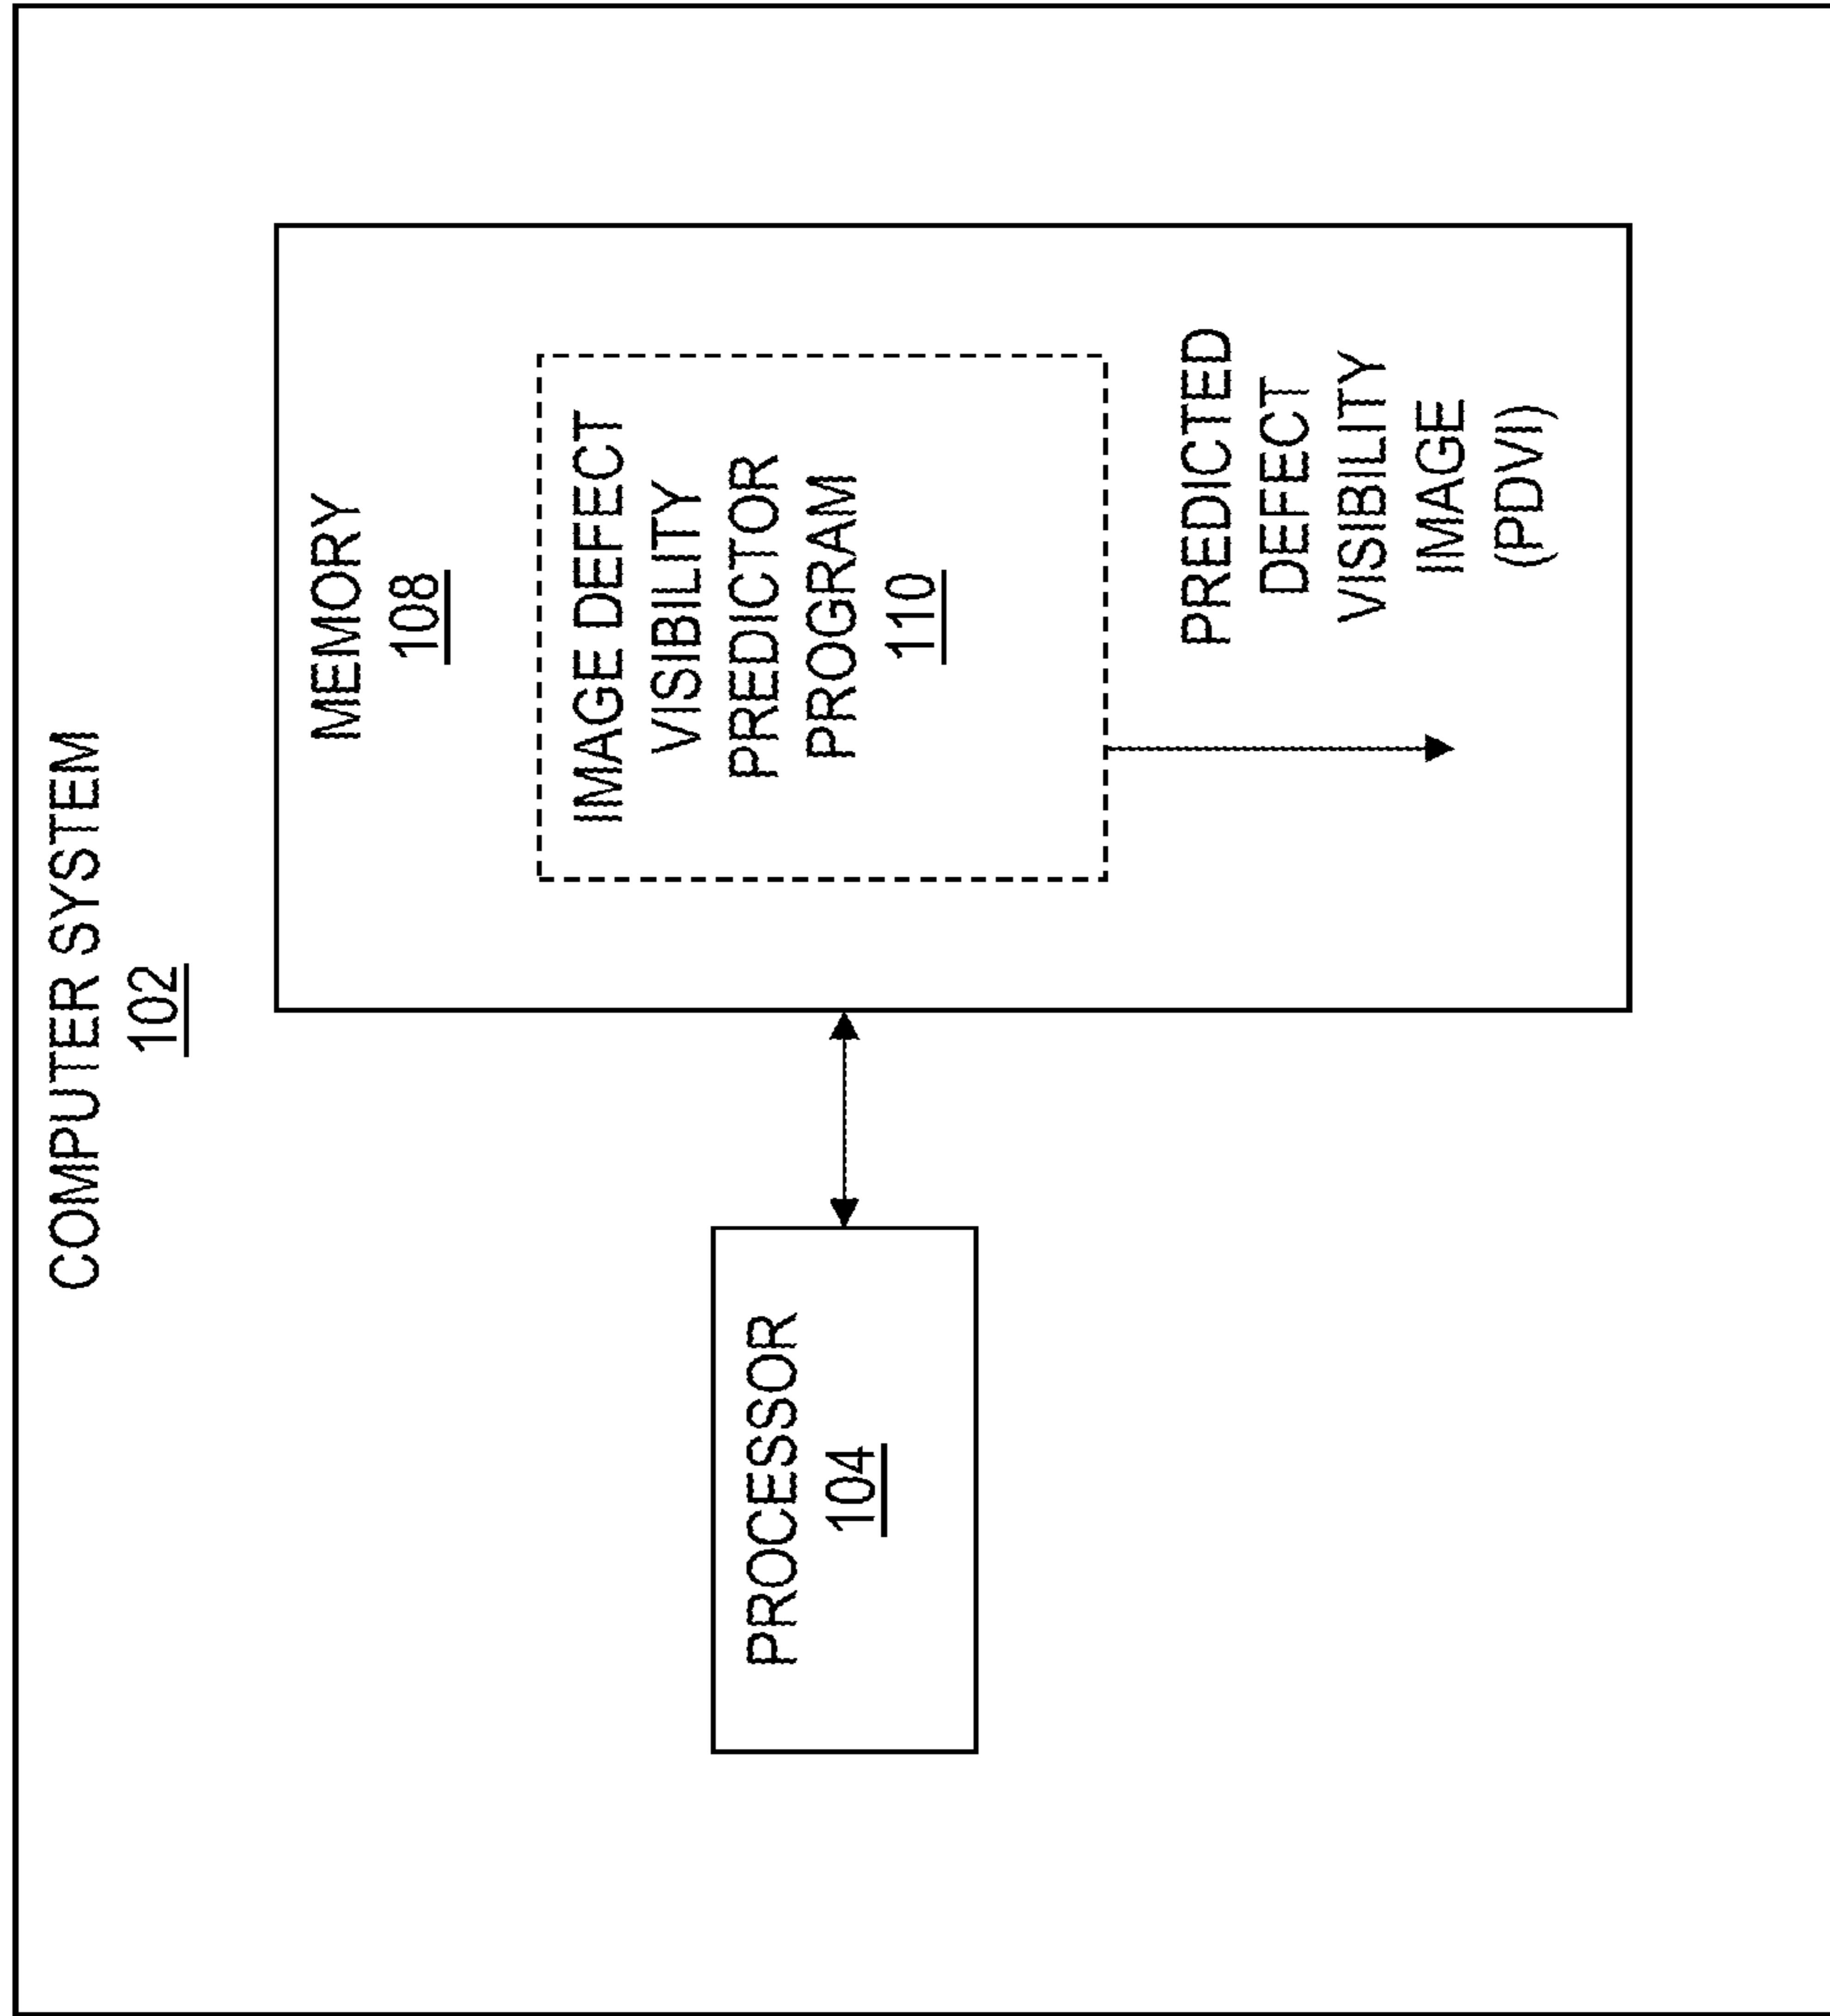 COMPUTER SYSTEM
102
PROCESSOR
104
MEMORY
108
IMAGE DEFECT
VISIBILITY
PREDICTOR
PROGRAM
110
PREDICTED
DEFECT
VISIBILITY
IMAGE
(PDVI)